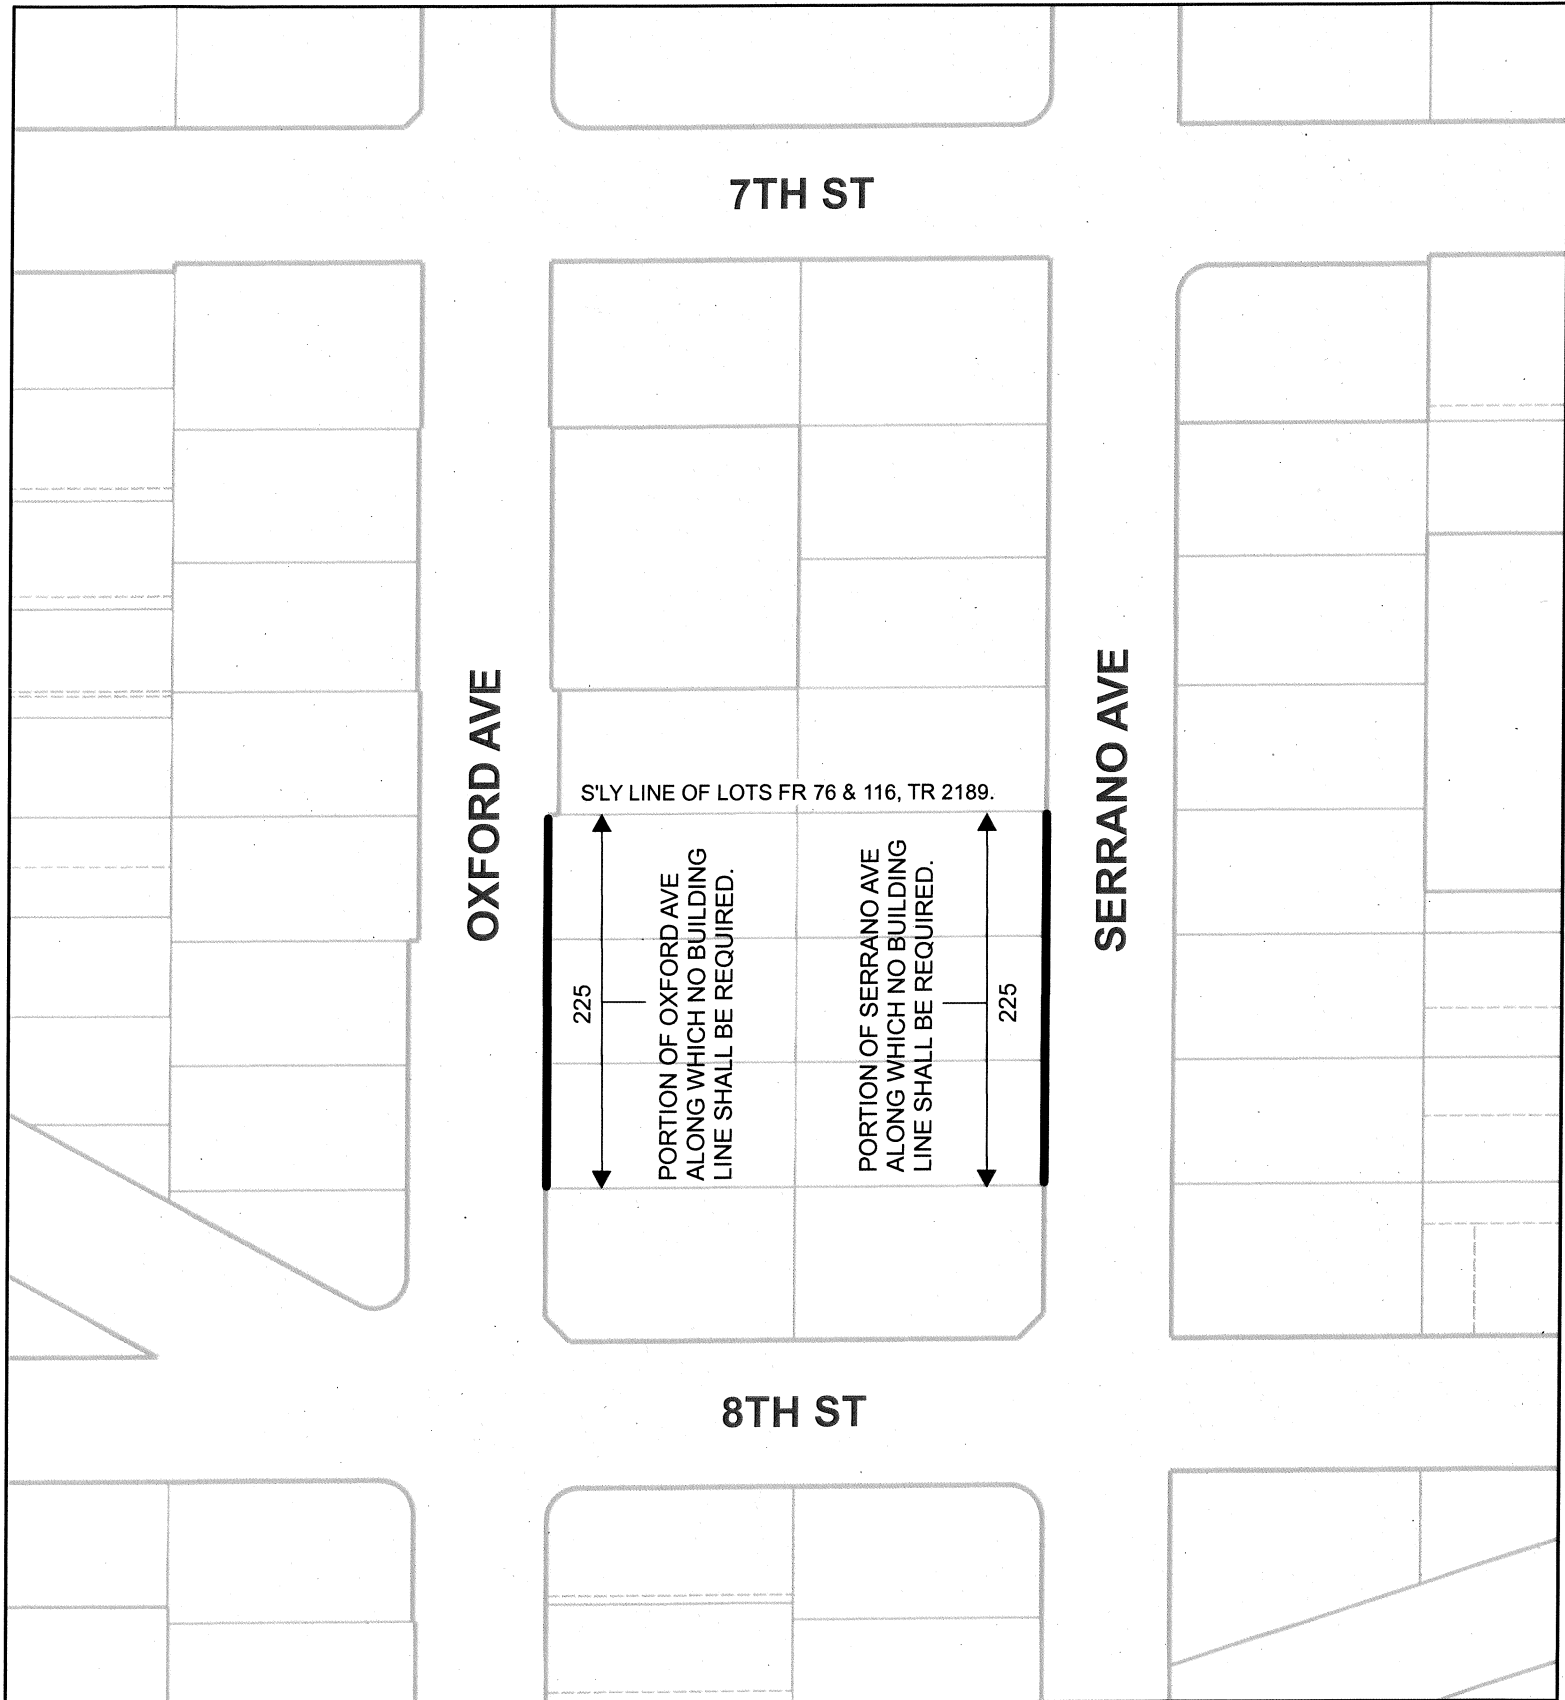 7TH ST
OXFORD AVE
SERRANO AVE
S'LY LINE OF LOTS FR 76 & 116, TR 2189.
225
PORTION OF OXFORD AVE
ALONG WHICH NO BUILDING
LINE SHALL BE REQUIRED.
PORTION OF SERRANO AVE
ALONG WHICH NO BUILDING
LINE SHALL BE REQUIRED.
225
8TH ST